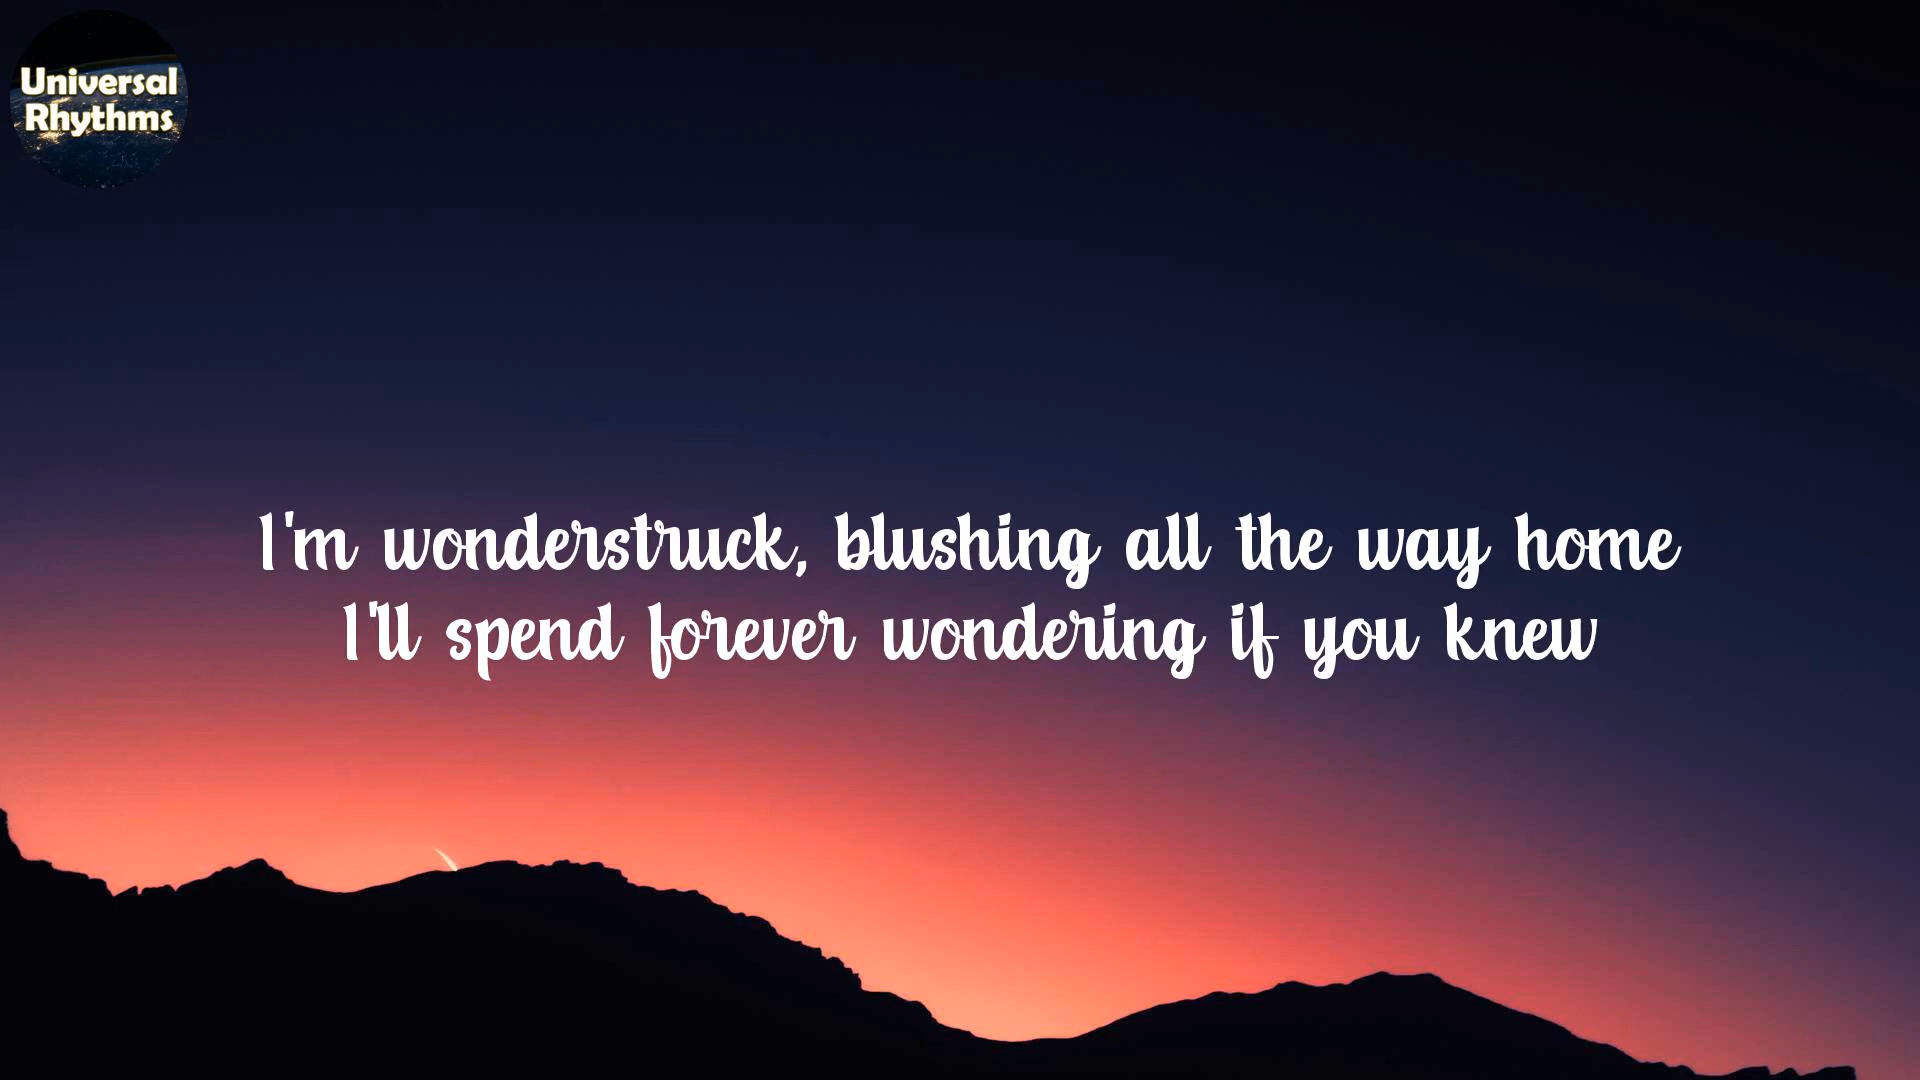 Universal
Rhythms
I'm wonderstruck, blushing all the way home
I'll spend forever wondering if you knew